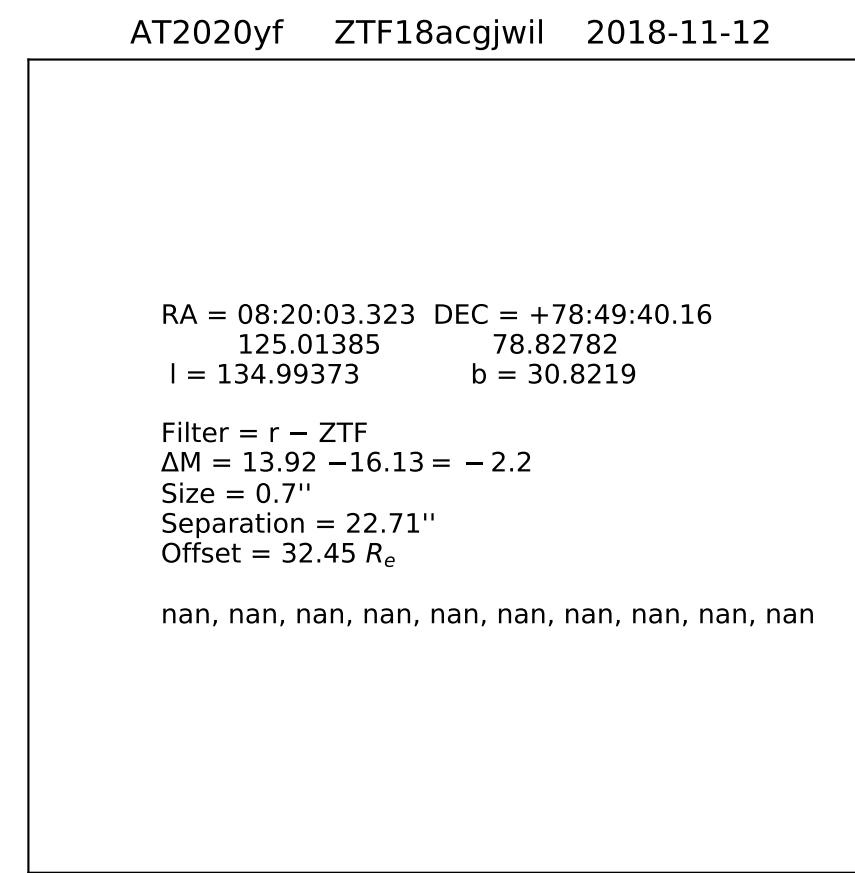 AT2020yf ZTF18acgjwil 2018-11-12
RA = 08:20:03.323 DEC = +78:49:40.16
125.01385 78.82782
l = 134.99373 b = 30.8219
Filter = r − ZTF
ΔM = 13.92 −16.13 = − 2.2
Size = 0.7''
Separation = 22.71''
Offset = 32.45 Rₑ
nan, nan, nan, nan, nan, nan, nan, nan, nan, nan